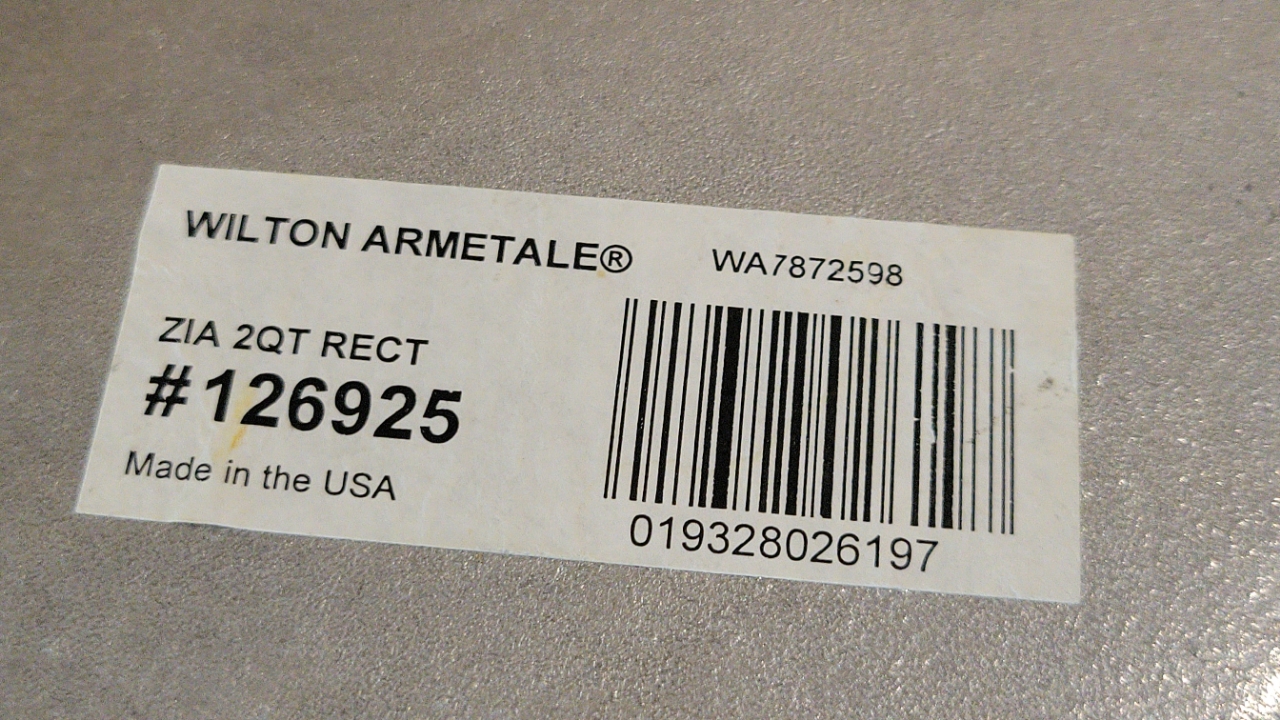 WILTON ARMETALE® WA7872598
ZIA 2QT RECT
#126925
Made in the USA
019328026197